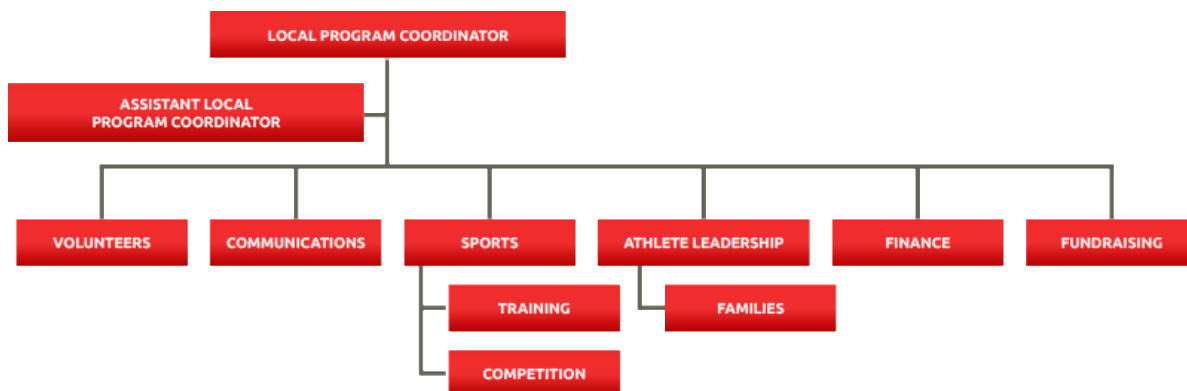 LOCAL PROGRAM COORDINATOR
ASSISTANT LOCAL
PROGRAM COORDINATOR
VOLUNTEERS
COMMUNICATIONS
SPORTS
ATHLETE LEADERSHIP
FINANCE
FUNDRAISING
TRAINING
FAMILIES
COMPETITION